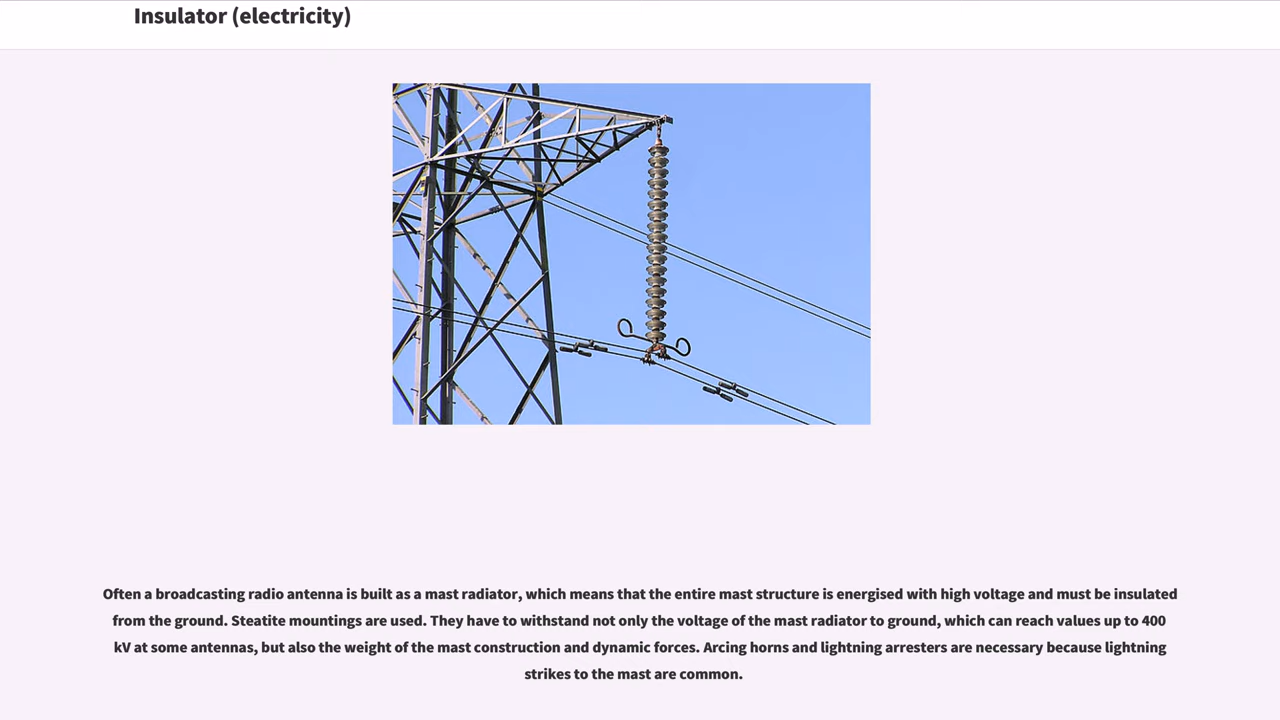 Insulator (electricity)
Often a broadcasting radio antenna is built as a mast radiator, which means that the entire mast structure is energised with high voltage and must be insulated
from the ground. Steatite mountings are used. They have to withstand not only the voltage of the mast radiator to ground, which can reach values up to 400
kV at some antennas, but also the weight of the mast construction and dynamic forces. Arcing horns and lightning arresters are necessary because lightning
strikes to the mast are common.